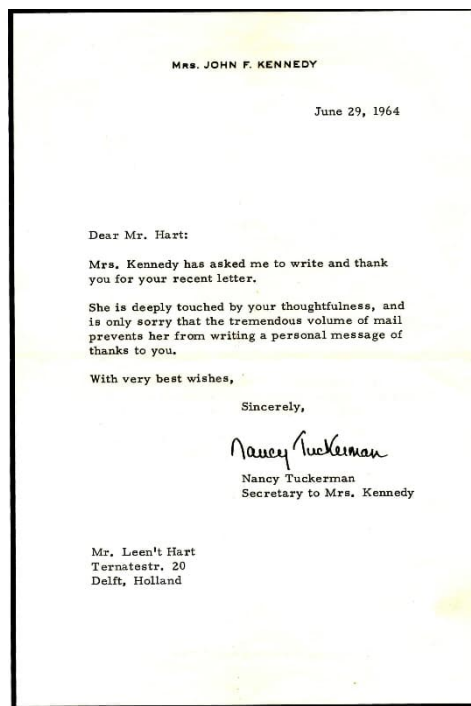 MRS. JOHN F. KENNEDY
June 29, 1964
Dear Mr. Hart:
Mrs. Kennedy has asked me to write and thank
you for your recent letter.
She is deeply touched by your thoughtfulness, and
is only sorry that the tremendous volume of mail
prevents her from writing a personal message of
thanks to you.
With very best wishes,
Sincerely,
Nancy Tuckerman
Nancy Tuckerman
Secretary to Mrs. Kennedy
Mr. Leen't Hart
Ternatestr. 20
Delft, Holland